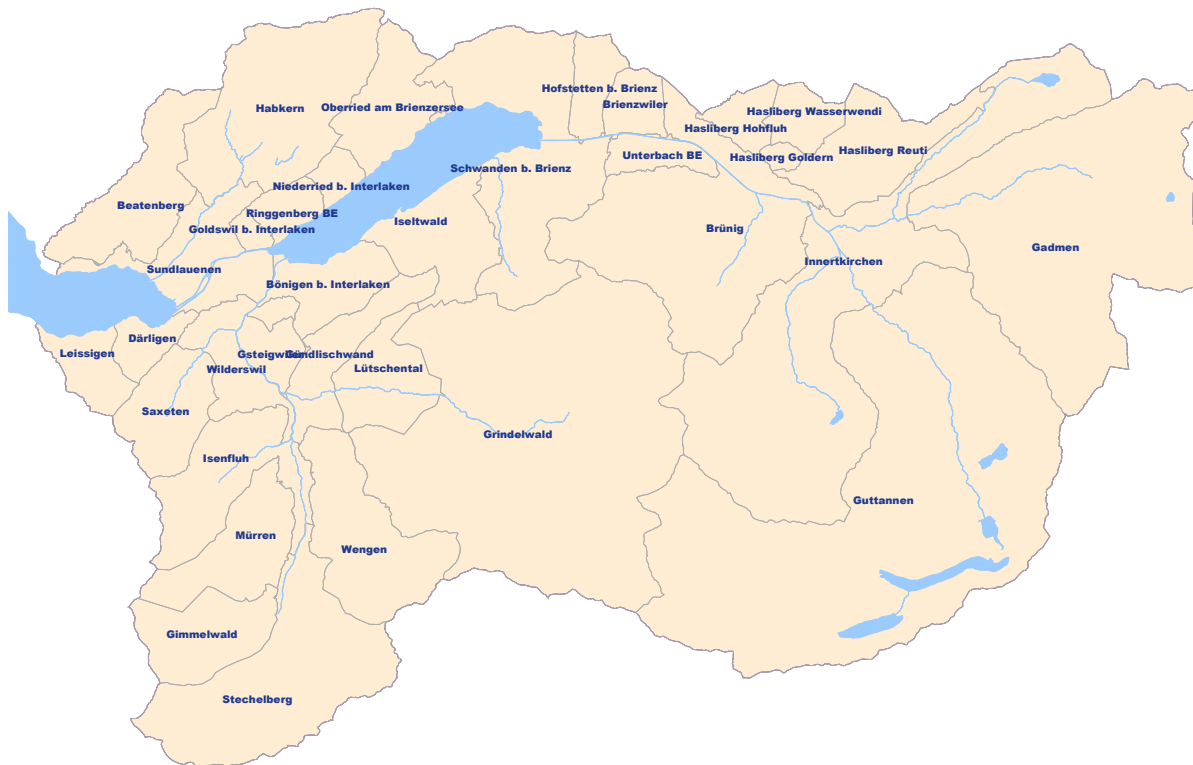 Hofstetten b. Brienz
Habkern
Oberried am Brienzersee
Brienzwiler
Hasliberg Wasserwendi
Hasliberg Hohfluh
Hasliberg Reuti
Unterbach BE
Hasliberg Goldern
Schwanden b. Brienz
Niederried b. Interlaken
Beatenberg
Ringgenberg BE
Iseltwald
Goldswil b. Interlaken
Brünig
Gadmen
Innertkirchen
Sundlauenen
Bönigen b. Interlaken
Därligen
Leissigen
Gsteigwiler
Gündlischwand
Wilderswil
Lütschental
Saxeten
Grindelwald
Isenfluh
Guttannen
Mürren
Wengen
Gimmelwald
Stechelberg